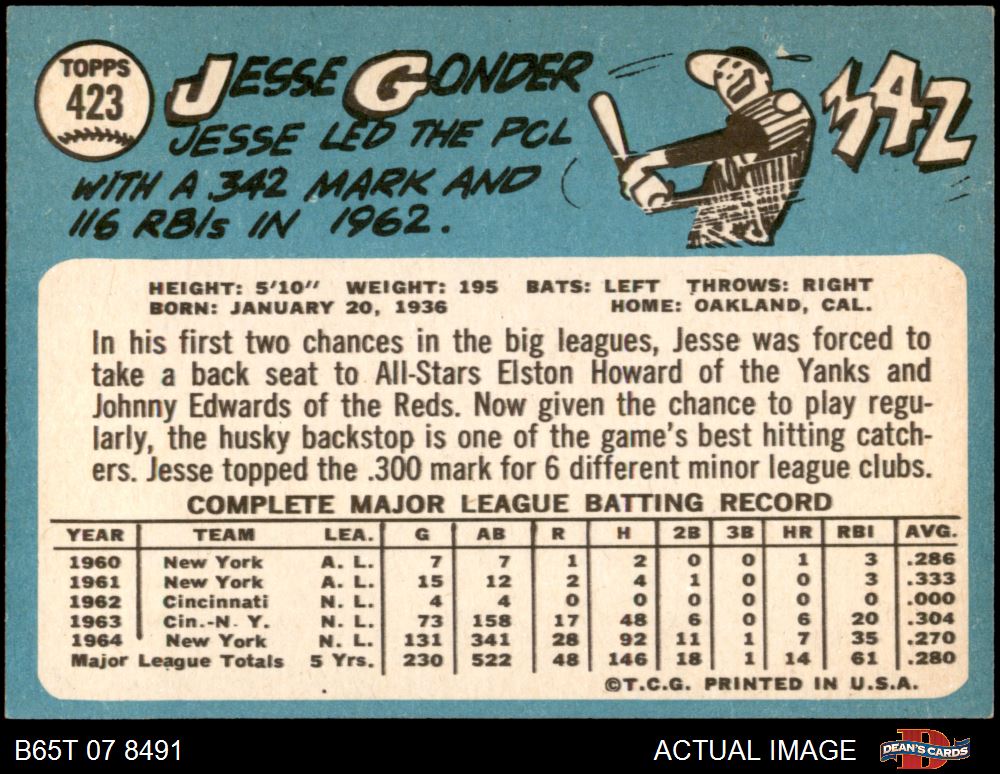 TOPPS
423
JESSE GONDER
JESSE LED THE PCL
WITH A .342 MARK AND
116 RBIs IN 1962.
342
HEIGHT: 5'10" WEIGHT: 195 BATS: LEFT THROWS: RIGHT
BORN: JANUARY 20, 1936 HOME: OAKLAND, CAL.
In his first two chances in the big leagues, Jesse was forced to
take a back seat to All-Stars Elston Howard of the Yanks and
Johnny Edwards of the Reds. Now given the chance to play regu-
larly, the husky backstop is one of the game's best hitting catch-
ers. Jesse topped the .300 mark for 6 different minor league clubs.
COMPLETE MAJOR LEAGUE BATTING RECORD
YEAR TEAM LEA. G AB R H 2B 3B HR RBI AVG.
1960 New York A. L. 7 7 1 2 0 0 1 3 .286
1961 New York A. L. 15 12 2 4 1 0 0 3 .333
1962 Cincinnati N. L. 4 4 0 0 0 0 0 0 .000
1963 Cin.-N. Y. N. L. 73 158 17 48 6 0 6 20 .304
1964 New York N. L. 131 341 28 92 11 1 7 35 .270
Major League Totals 5 Yrs. 230 522 48 146 18 1 14 61 .280
©T.C.G. PRINTED IN U.S.A.
B65T 07 8491 ACTUAL IMAGE DEAN'S CARDS